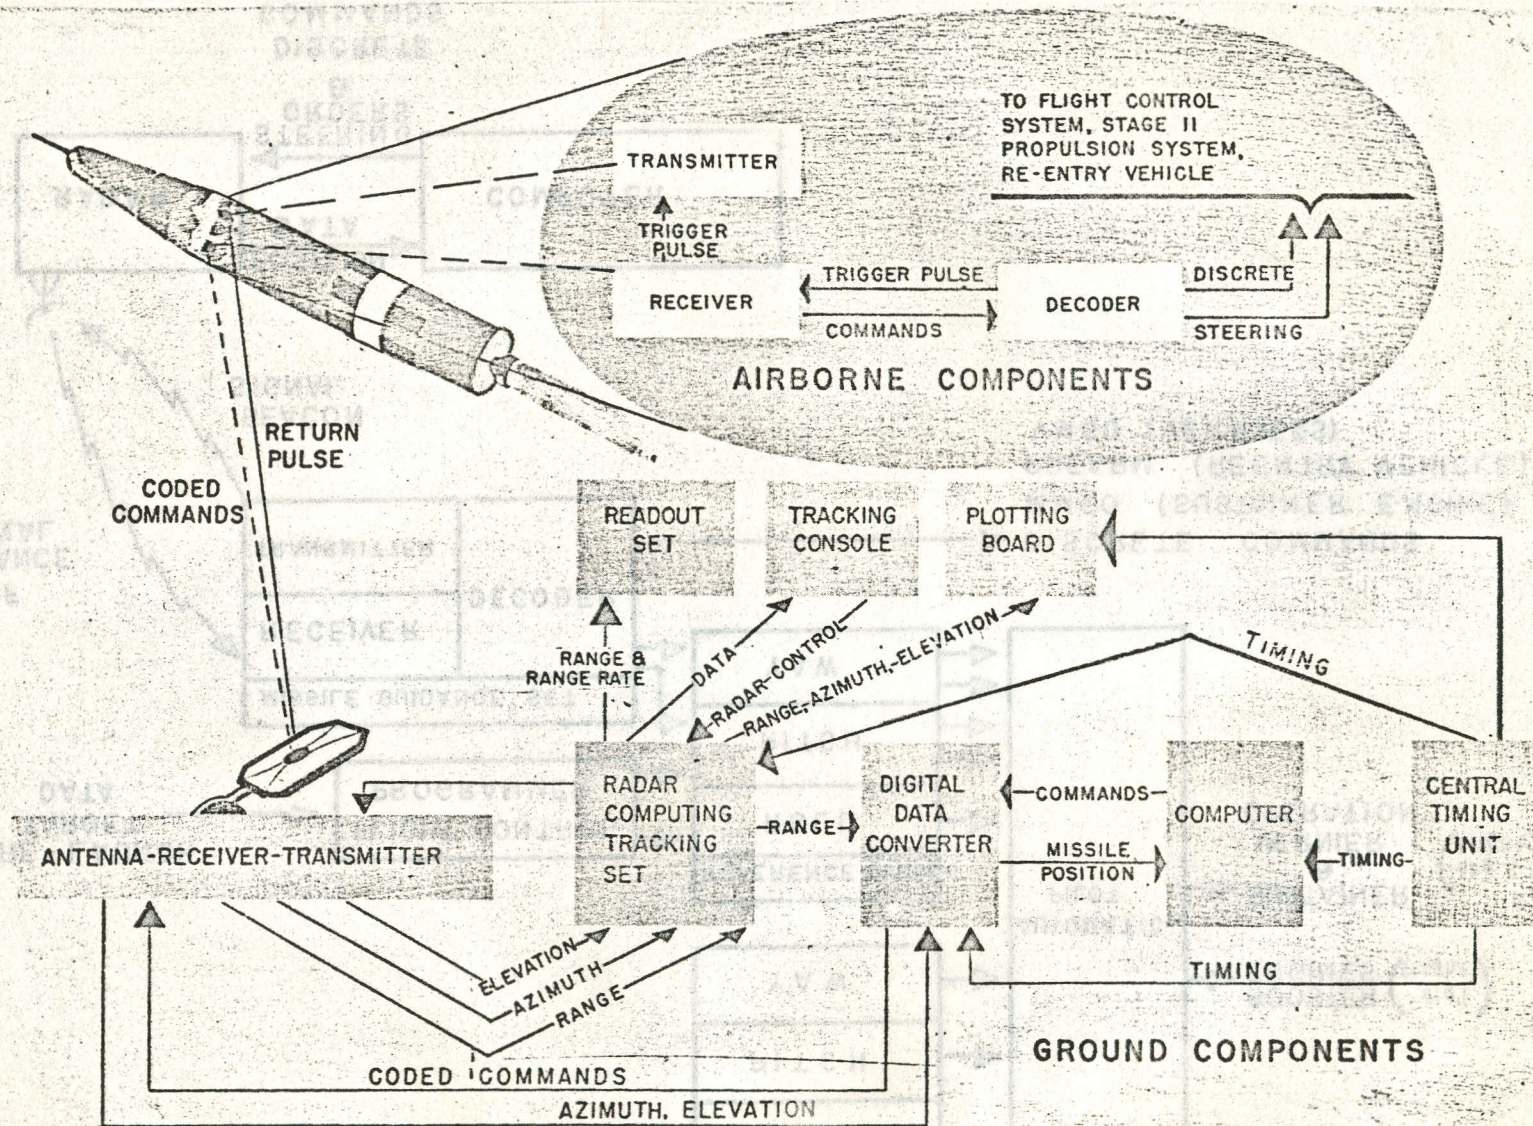 TO FLIGHT CONTROL
SYSTEM, STAGE II
PROPULSION SYSTEM,
RE-ENTRY VEHICLE
TRANSMITTER
TRIGGER
PULSE
RECEIVER
TRIGGER PULSE
COMMANDS
DECODER
DISCRETE
STEERING
AIRBORNE COMPONENTS
RETURN
PULSE
CODED
COMMANDS
READOUT
SET
TRACKING
CONSOLE
PLOTTING
BOARD
RANGE &
RANGE RATE
DATA
RADAR-CONTROL
RANGE, AZIMUTH, ELEVATION
TIMING
ANTENNA-RECEIVER-TRANSMITTER
RADAR
COMPUTING
TRACKING
SET
RANGE
DIGITAL
DATA
CONVERTER
COMMANDS
MISSILE
POSITION
COMPUTER
TIMING
CENTRAL
TIMING
UNIT
ELEVATION
AZIMUTH
RANGE
TIMING
GROUND COMPONENTS
CODED COMMANDS
AZIMUTH, ELEVATION